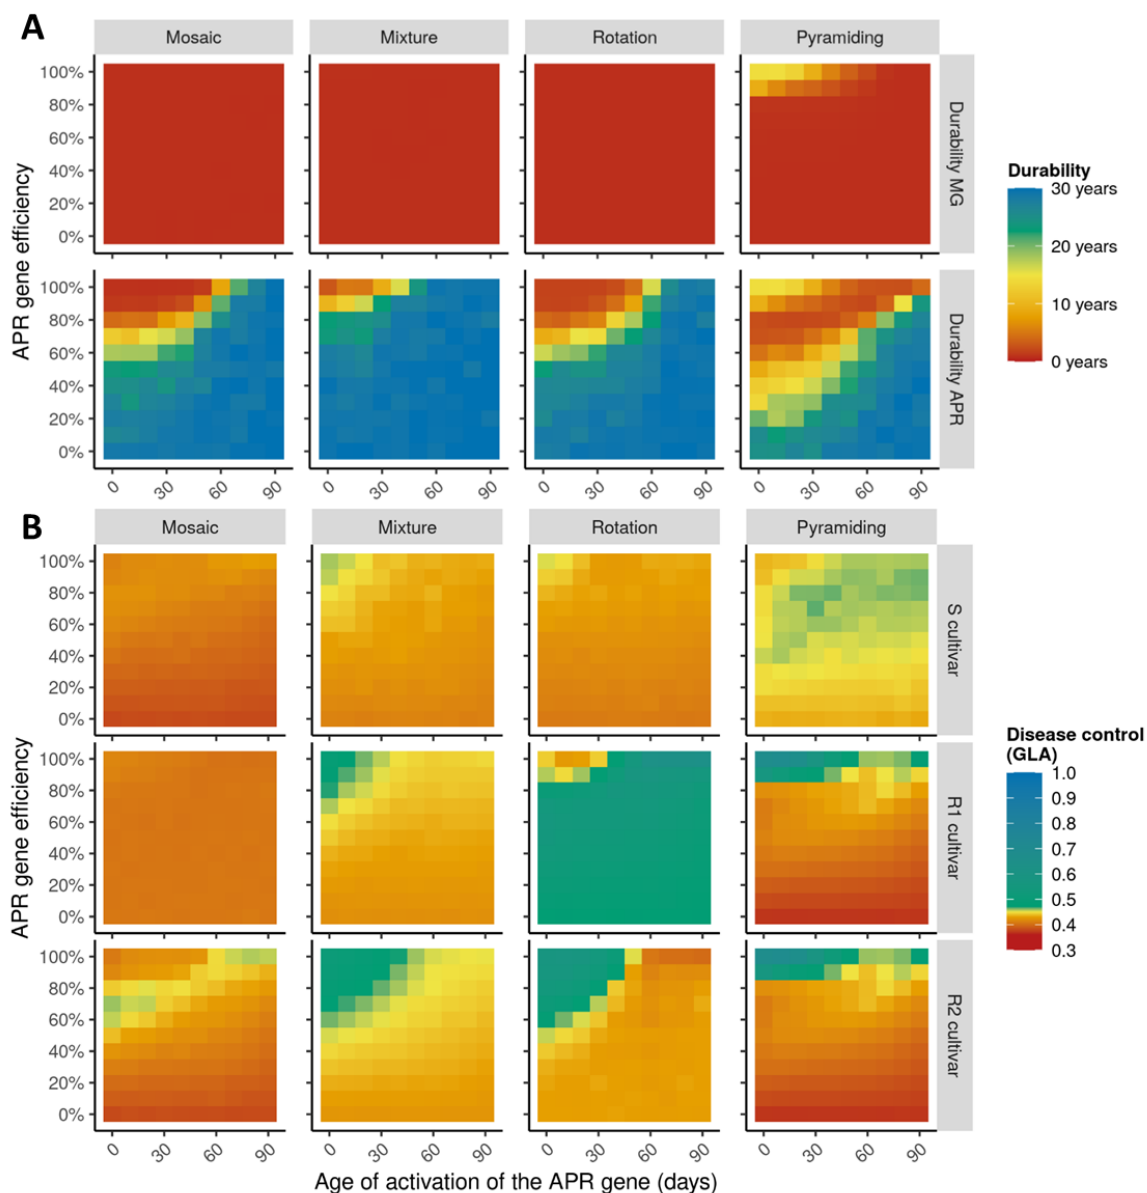 A
Mosaic Mixture Rotation Pyramiding
100%
80%
60%
40%
20%
0%
Durability MG
100%
80%
60%
40%
20%
0%
Durability APR
APR gene efficiency
0 30 60 90 0 30 60 90 0 30 60 90 0 30 60 90
Durability
30 years
20 years
10 years
0 years
B
Mosaic Mixture Rotation Pyramiding
100%
80%
60%
40%
20%
0%
S cultivar
100%
80%
60%
40%
20%
0%
R1 cultivar
100%
80%
60%
40%
20%
0%
R2 cultivar
APR gene efficiency
0 30 60 90 0 30 60 90 0 30 60 90 0 30 60 90
Age of activation of the APR gene (days)
Disease control
(GLA)
1.0
0.9
0.8
0.7
0.6
0.5
0.4
0.3